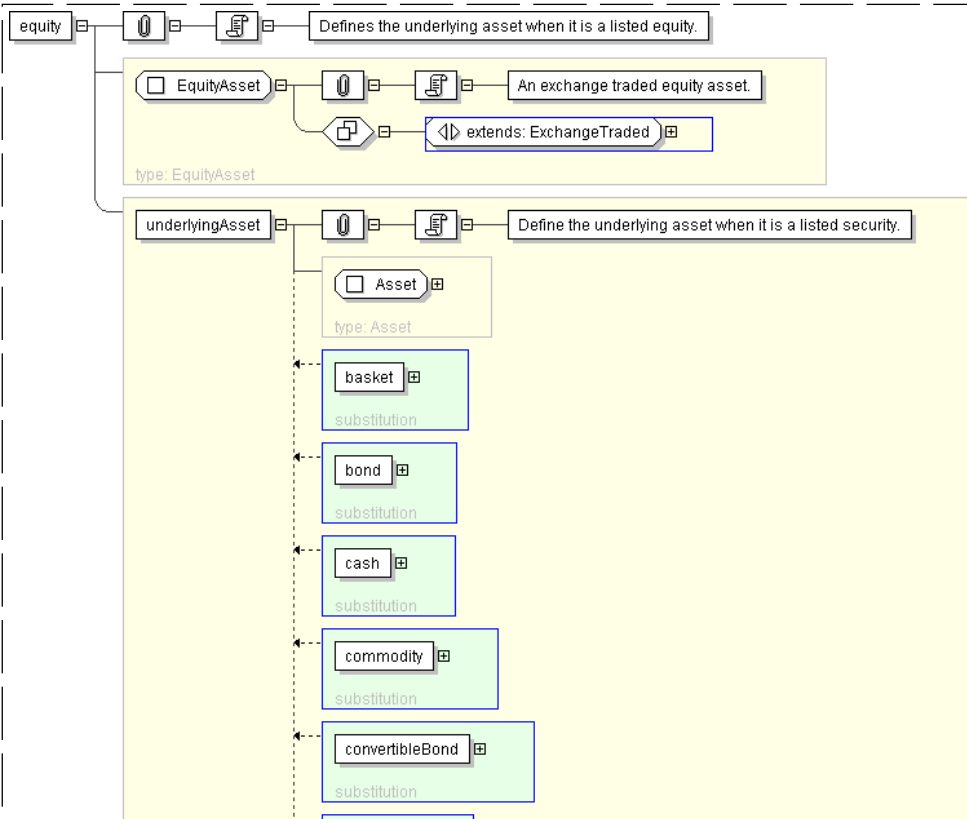 equity
Defines the underlying asset when it is a listed equity.
EquityAsset
An exchange traded equity asset.
extends: ExchangeTraded
type: EquityAsset
underlyingAsset
Define the underlying asset when it is a listed security.
Asset
type: Asset
basket
substitution
bond
substitution
cash
substitution
commodity
substitution
convertibleBond
substitution